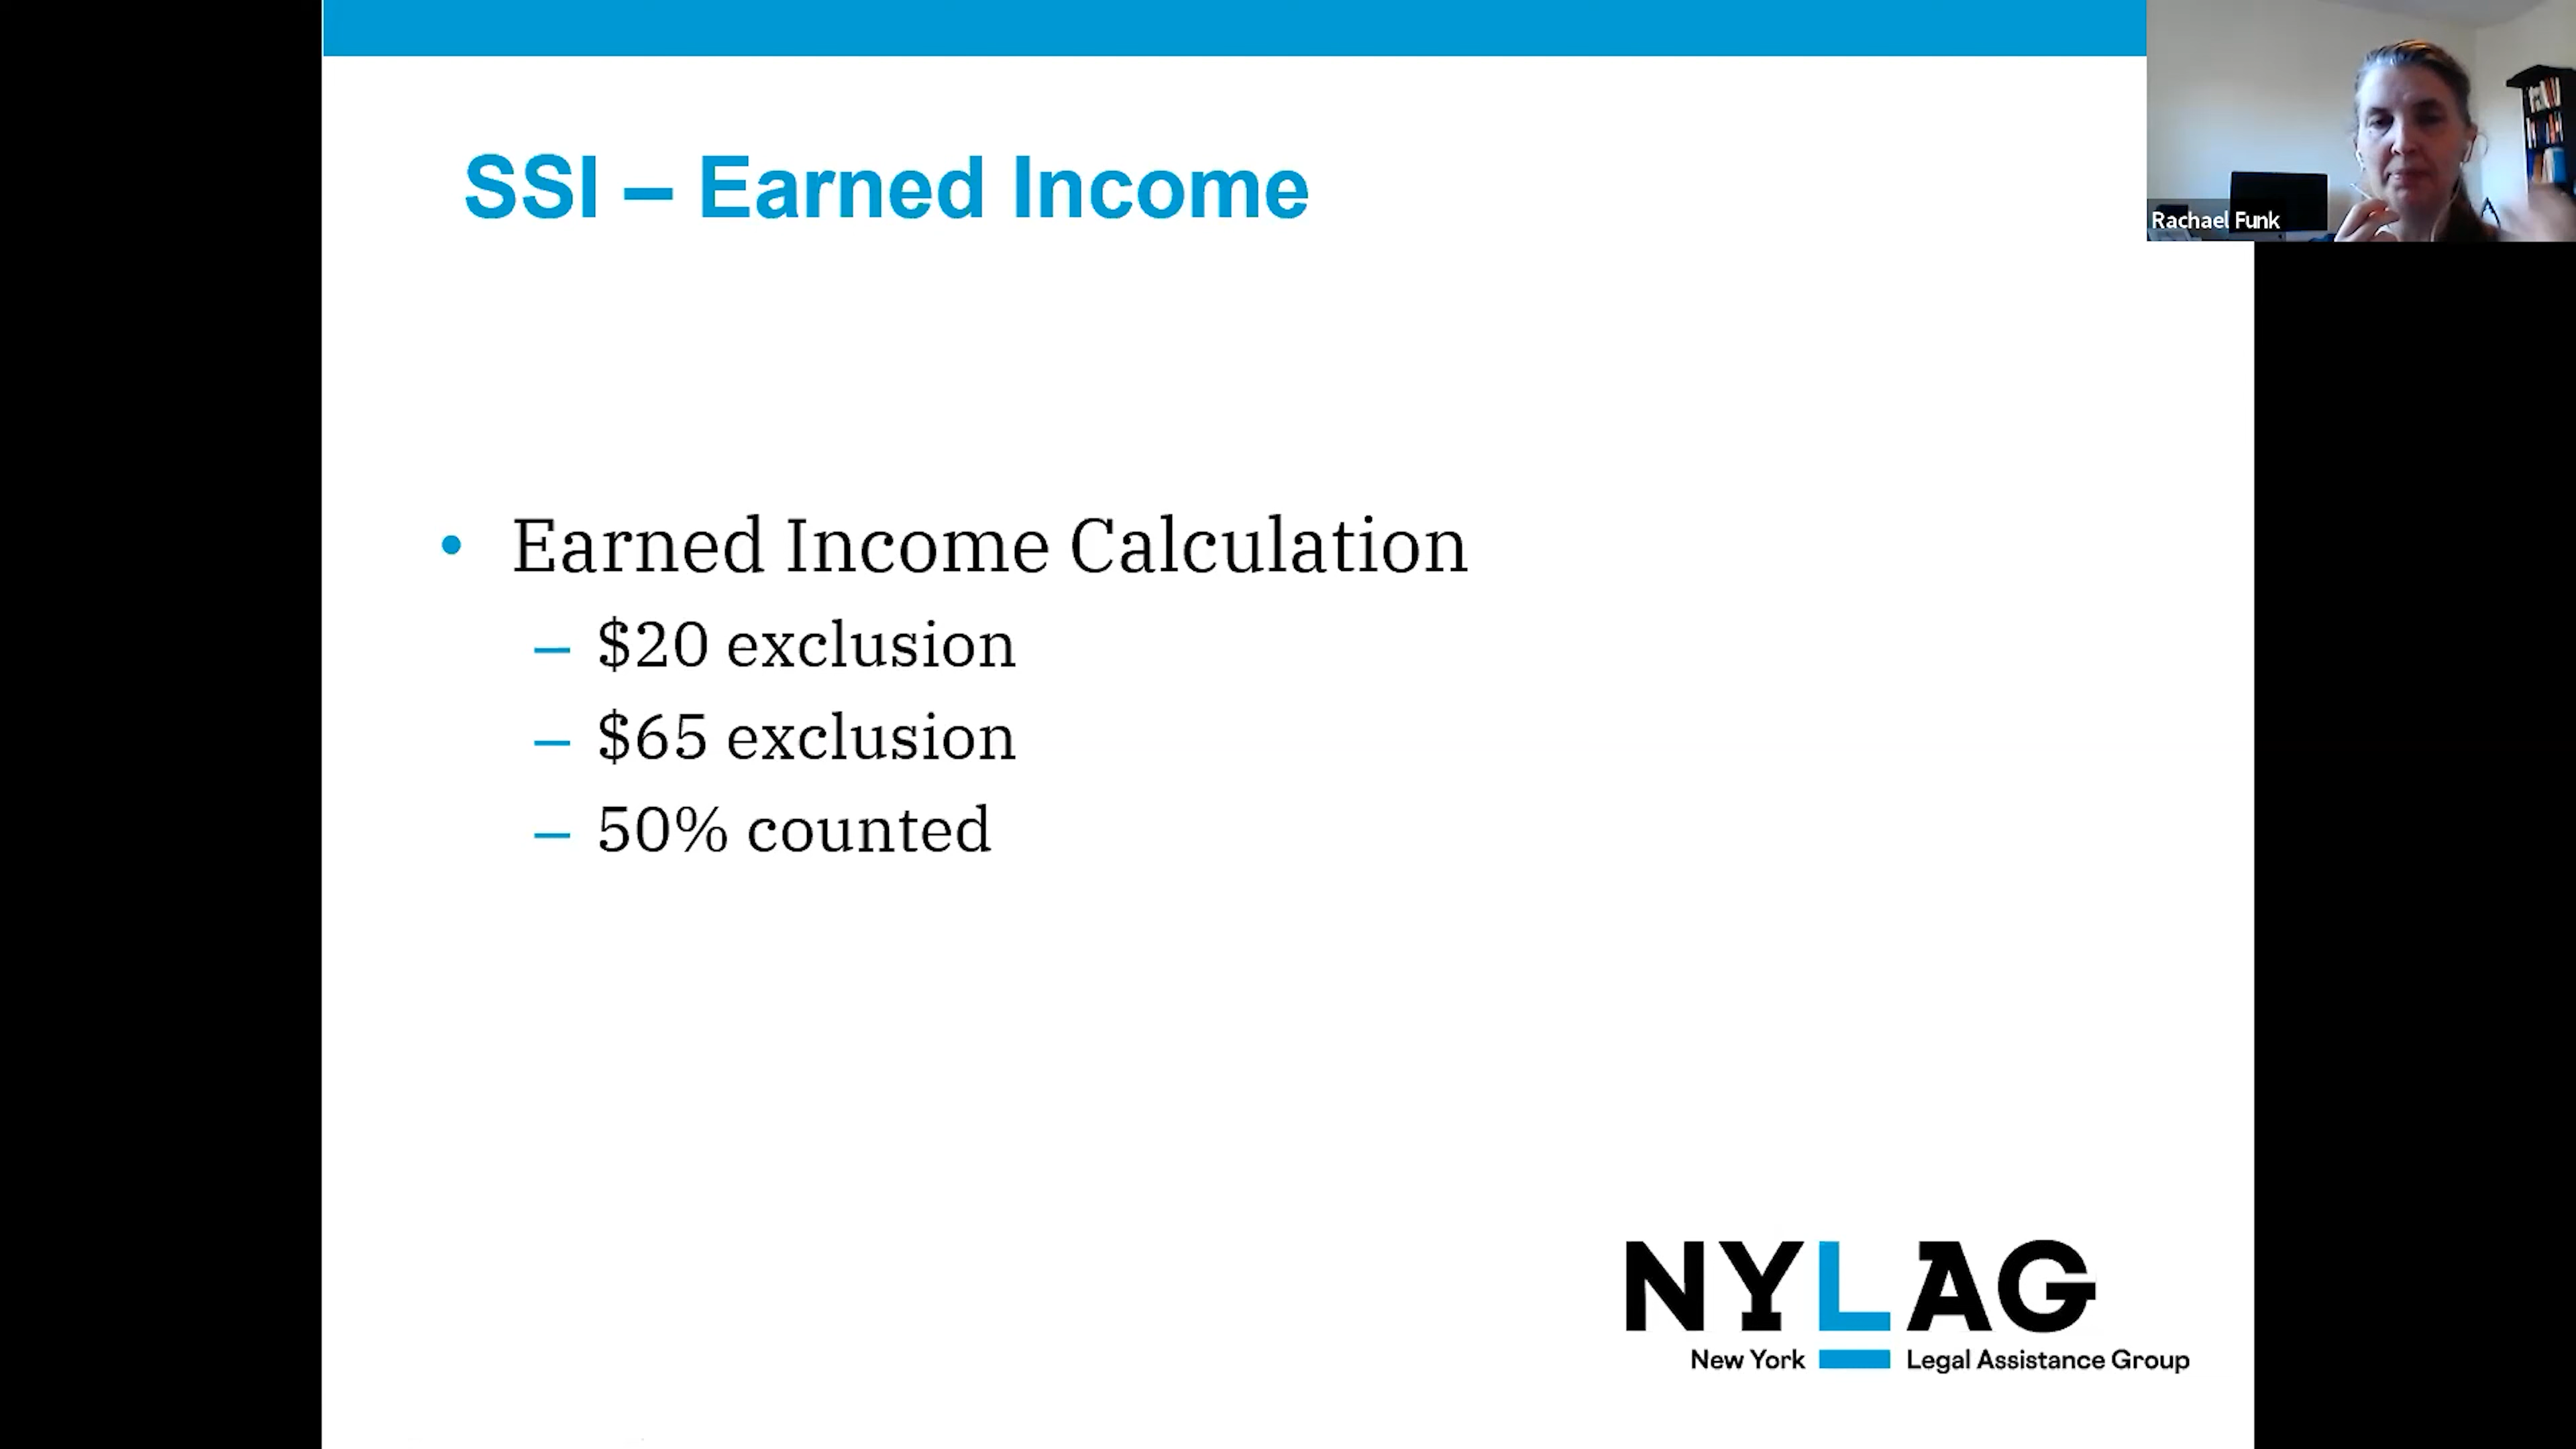 SSI – Earned Income
Rachael Funk
• Earned Income Calculation
– $20 exclusion
– $65 exclusion
– 50% counted
NYLAG
New York Legal Assistance Group